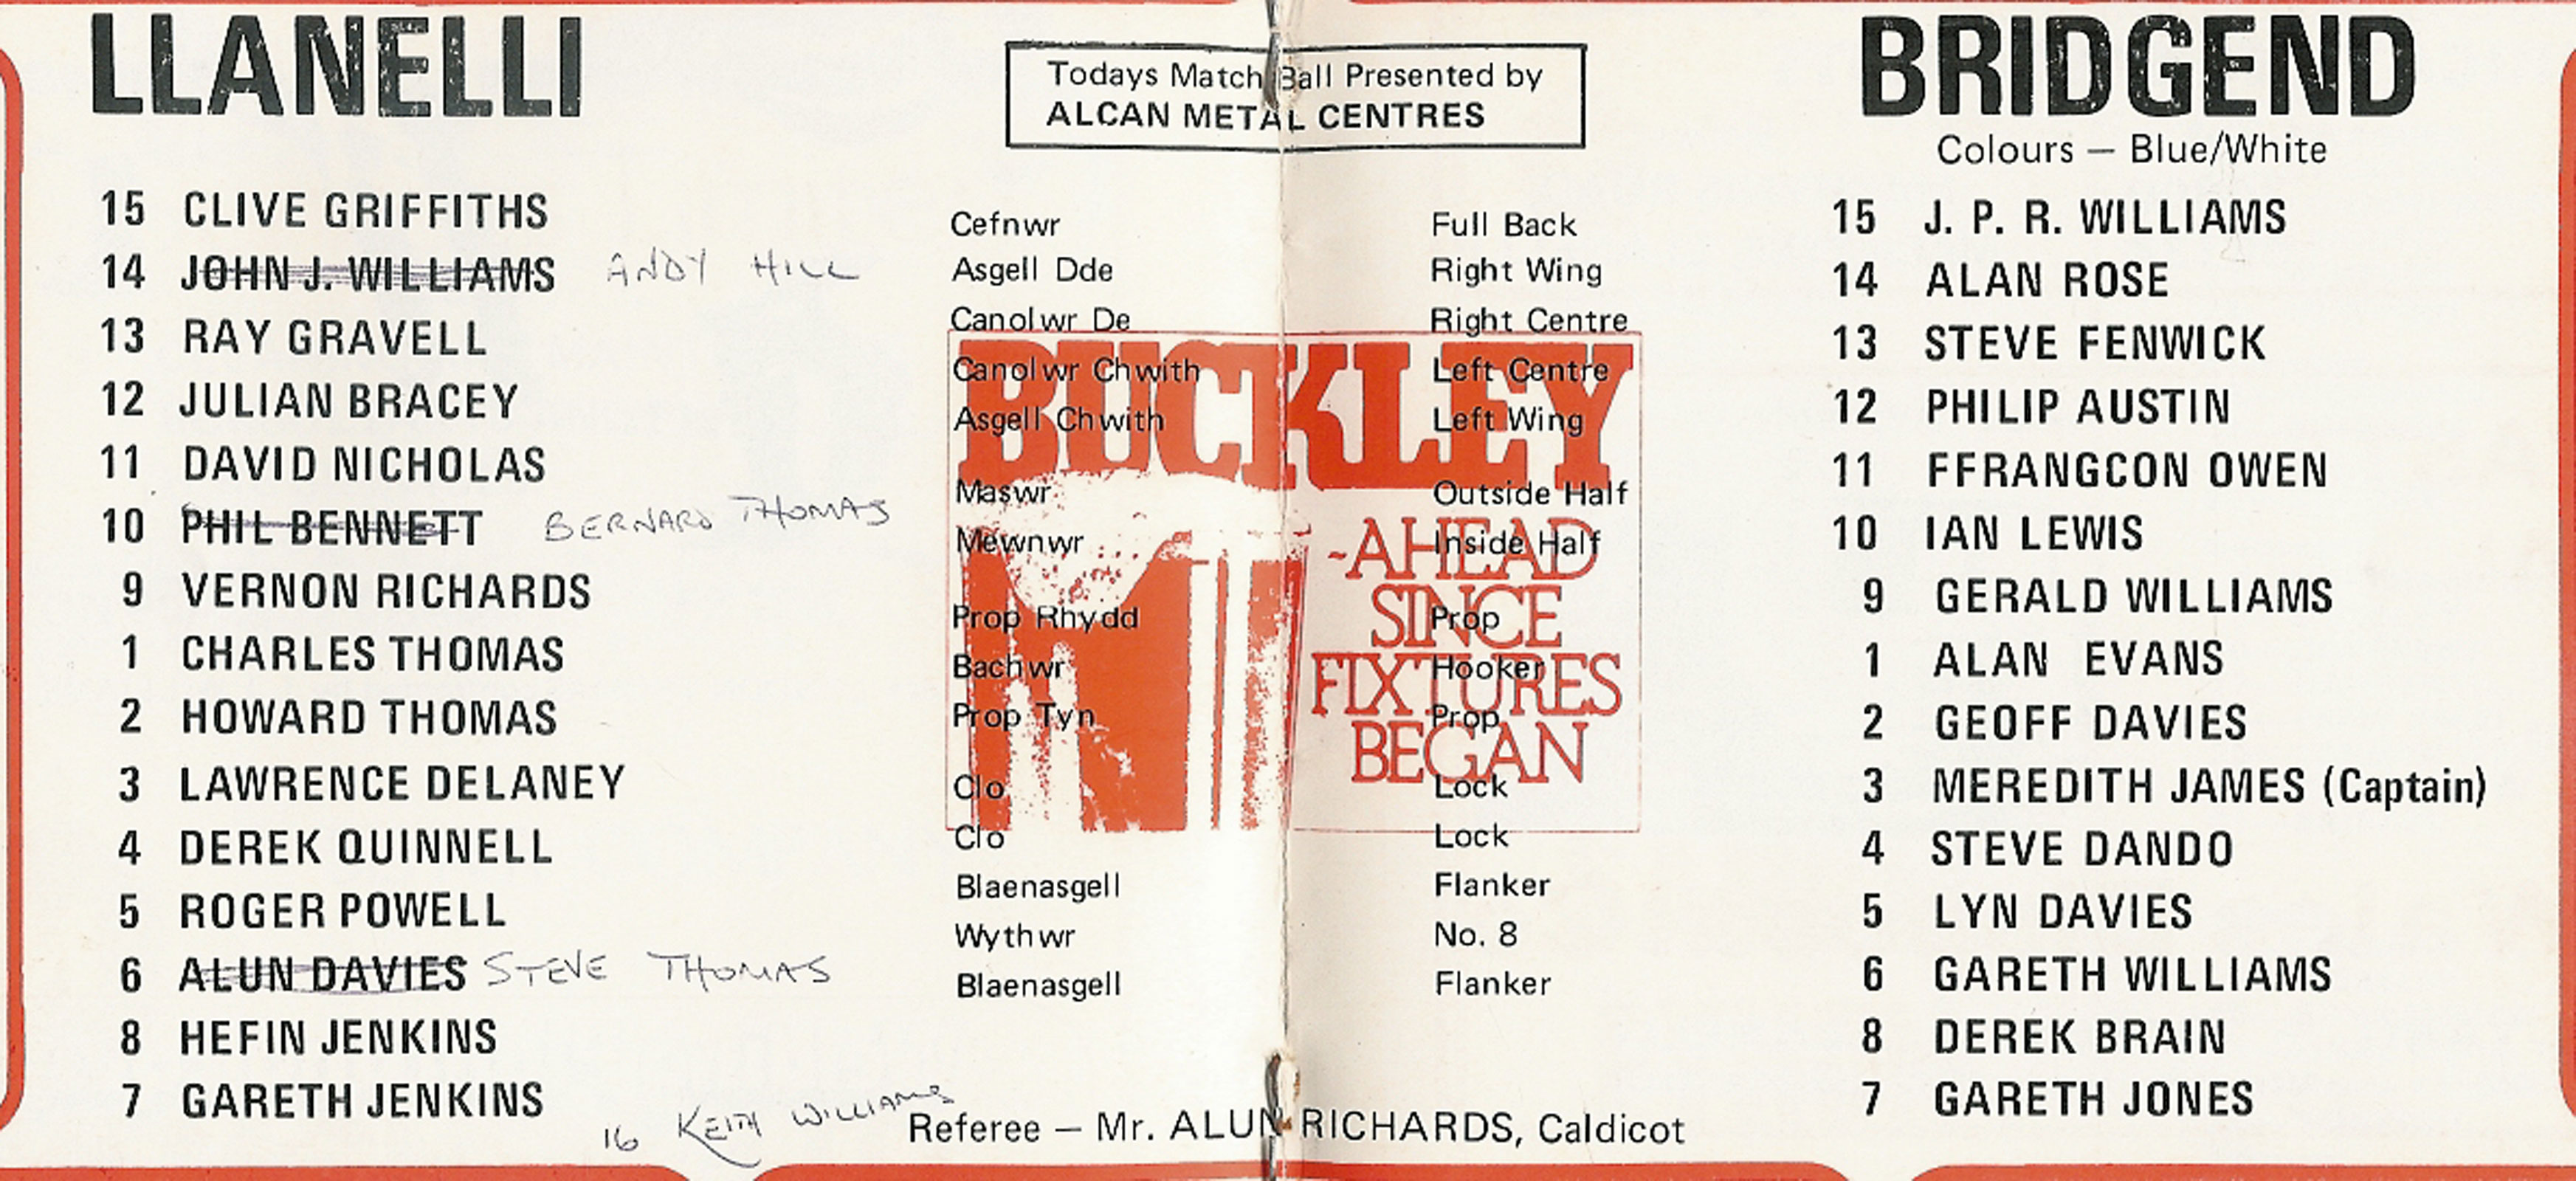 LLANELLI
15 CLIVE GRIFFITHS
14 JOHN J. WILLIAMS ANDY HILL
13 RAY GRAVELL
12 JULIAN BRACEY
11 DAVID NICHOLAS
10 PHIL BENNETT BERNARD THOMAS
9 VERNON RICHARDS
1 CHARLES THOMAS
2 HOWARD THOMAS
3 LAWRENCE DELANEY
4 DEREK QUINNELL
5 ROGER POWELL
6 ALUN DAVIES STEVE THOMAS
8 HEFIN JENKINS
7 GARETH JENKINS
16 KEITH WILLIAMS
Todays Match Ball Presented by
ALCAN METAL CENTRES
Cefnwr Full Back
Asgell Dde Right Wing
Canolwr De Right Centre
Canolwr Chwith Left Centre
Asgell Chwith Left Wing
Maswr Outside Half
Mewnwr Inside Half
Prop Rhydd Prop
Bachwr Hooker
Prop Tyn Prop
Clo Lock
Clo Lock
Blaenasgell Flanker
Wythwr No. 8
Blaenasgell Flanker
BUCKLEY
-AHEAD
SINCE
FIXTURES
BEGAN
Referee – Mr. ALUN RICHARDS, Caldicot
BRIDGEND
Colours – Blue/White
15 J. P. R. WILLIAMS
14 ALAN ROSE
13 STEVE FENWICK
12 PHILIP AUSTIN
11 FFRANGCON OWEN
10 IAN LEWIS
9 GERALD WILLIAMS
1 ALAN EVANS
2 GEOFF DAVIES
3 MEREDITH JAMES (Captain)
4 STEVE DANDO
5 LYN DAVIES
6 GARETH WILLIAMS
8 DEREK BRAIN
7 GARETH JONES